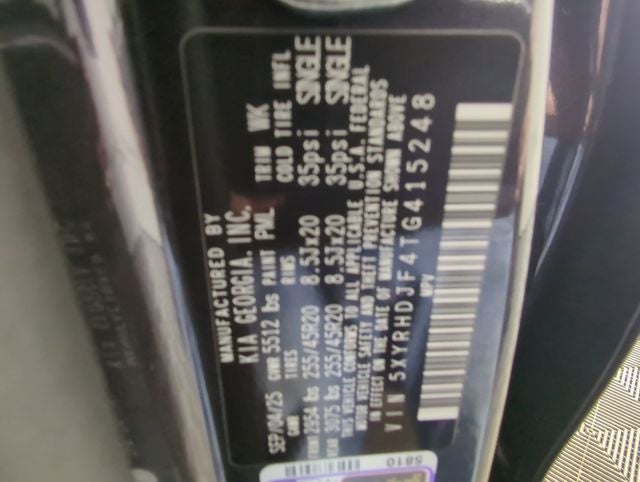 MANUFACTURED BY
KIA GEORGIA, INC.
SEP/04/25 GVWR 5512 lbs PAINT PML TRIM WK
GAWR TIRES RIMS COLD TIRE INFL
FRONT 2954 lbs 255/45R20 8.5Jx20 35psi SINGLE
REAR 3075 lbs 255/45R20 8.5Jx20 35psi SINGLE
THIS VEHICLE CONFORMS TO ALL APPLICABLE U.S.A. FEDERAL
MOTOR VEHICLE SAFETY AND THEFT PREVENTION STANDARDS
IN EFFECT ON THE DATE OF MANUFACTURE SHOWN ABOVE
VIN 5XYRHDJF4TG415248
MPV
5810